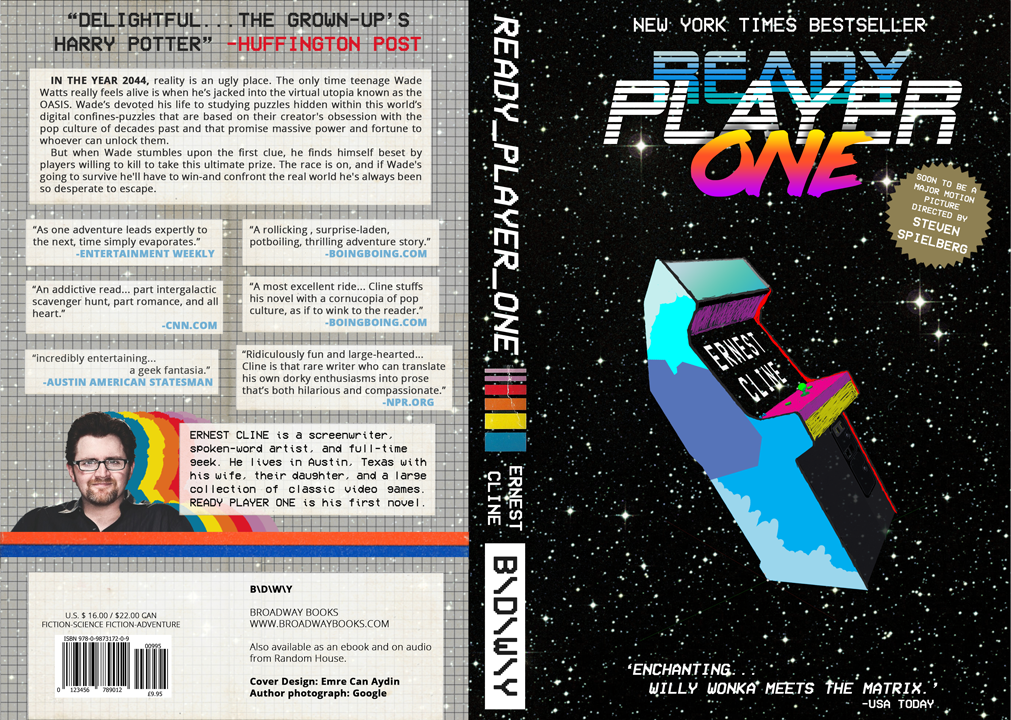 “DELIGHTFUL...THE GROWN-UP’S
HARRY POTTER” -HUFFINGTON POST
IN THE YEAR 2044, reality is an ugly place. The only time teenage Wade
Watts really feels alive is when he’s jacked into the virtual utopia known as the
OASIS. Wade’s devoted his life to studying puzzles hidden within this world’s
digital confines-puzzles that are based on their creator's obsession with the
pop culture of decades past and that promise massive power and fortune to
whoever can unlock them.
But when Wade stumbles upon the first clue, he finds himself beset by
players willing to kill to take this ultimate prize. The race is on, and if Wade’s
going to survive he'll have to win-and confront the real world he's always been
so desperate to escape.
“As one adventure leads expertly to
the next, time simply evaporates.”
-ENTERTAINMENT WEEKLY
“A rollicking , surprise-laden,
potboiling, thrilling adventure story.”
-BOINGBOING.COM
“An addictive read... part intergalactic
scavenger hunt, part romance, and all
heart.”
-CNN.COM
“A most excellent ride... Cline stuffs
his novel with a cornucopia of pop
culture, as if to wink to the reader.”
-BOINGBOING.COM
“incredibly entertaining...
a geek fantasia.”
-AUSTIN AMERICAN STATESMAN
“Ridiculously fun and large-hearted...
Cline is that rare writer who can translate
his own dorky enthusiasms into prose
that’s both hilarious and compassionate.”
-NPR.ORG
ERNEST CLINE is a screenwriter,
spoken-word artist, and full-time
geek. He lives in Austin, Texas with
his wife, their daughter, and a large
collection of classic video games.
READY PLAYER ONE is his first novel.
B\D\W\Y
BROADWAY BOOKS
WWW.BROADWAYBOOKS.COM
Also available as an ebook and on audio
from Random House.
Cover Design: Emre Can Aydin
Author photograph: Google
U.S. $ 16.00 / $22.00 CAN
FICTION-SCIENCE FICTION-ADVENTURE
ISBN 978-0-9873172-0-9
00995
0 123456 789012
£9.95
READY_PLAYER_ONE
ERNEST
CLINE
B\D\W\Y
NEW YORK TIMES BESTSELLER
READY
PLAYER
ONE
SOON TO BE A
MAJOR MOTION
PICTURE
DIRECTED BY
STEVEN
SPIELBERG
ERNEST
CLINE
‘ENCHANTING...
WILLY WONKA MEETS THE MATRIX.’
-USA TODAY